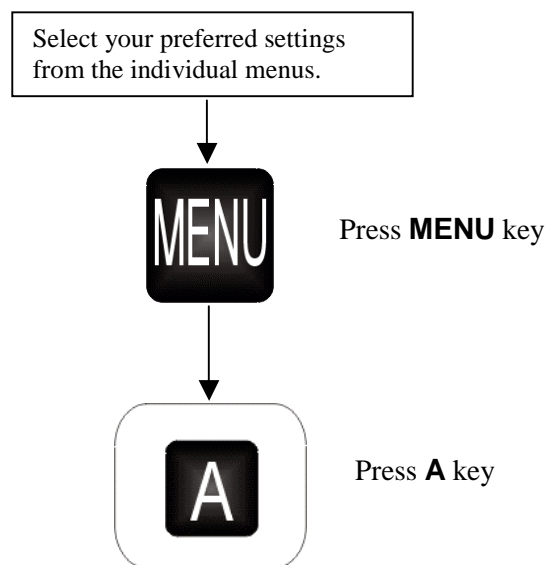 Select your preferred settings
from the individual menus.
MENU
Press MENU key
A
Press A key